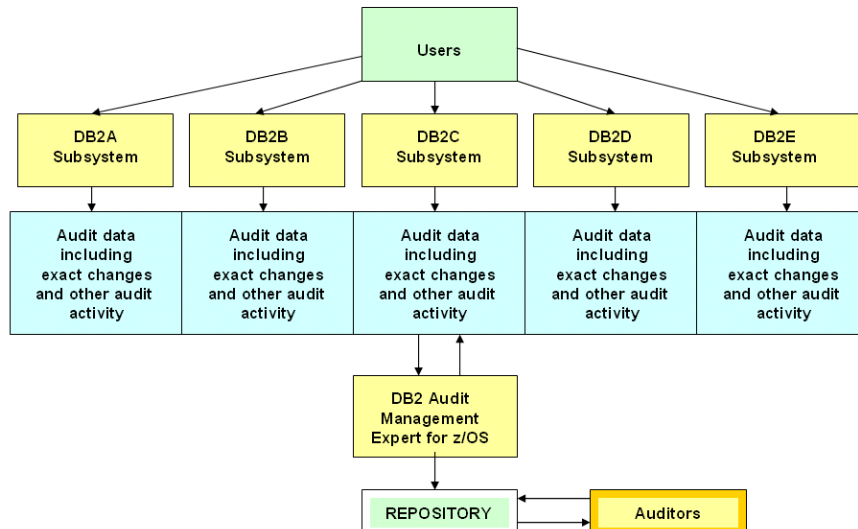 Users
DB2A
Subsystem
DB2B
Subsystem
DB2C
Subsystem
DB2D
Subsystem
DB2E
Subsystem
Audit data
including
exact changes
and other audit
activity
Audit data
including
exact changes
and other audit
activity
Audit data
including
exact changes
and other audit
activity
Audit data
including
exact changes
and other audit
activity
Audit data
including
exact changes
and other audit
activity
DB2 Audit
Management
Expert for z/OS
REPOSITORY
Auditors